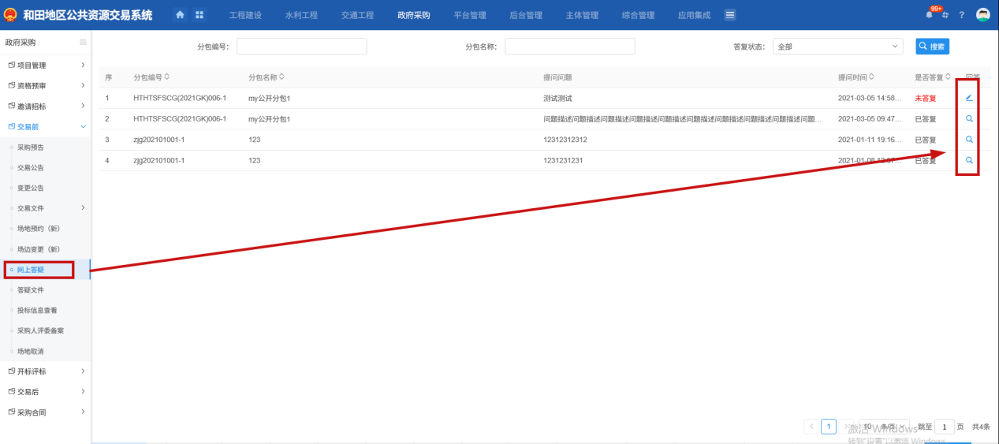 和田地区公共资源交易系统 工程建设 水利工程 交通工程 政府采购 平台管理 后台管理 主体管理 综合管理 应用集成 99+ ?
政府采购
项目管理
资格预审
邀请招标
交易前
采购预告
交易公告
变更公告
交易文件
场地预约（新）
场边变更（新）
网上答疑
答疑文件
投标信息查看
采购人评委备案
场地取消
开标评标
交易后
采购合同
分包编号： 分包名称： 答复状态： 全部 搜索
序 分包编号 分包名称 提问问题 提问时间 是否答复 回答
1 HTHTSFSCG(2021GK)006-1 my公开分包1 测试测试 2021-03-05 14:58... 未答复
2 HTHTSFSCG(2021GK)006-1 my公开分包1 问题描述问题描述问题描述问题描述问题描述问题描述问题描述问题描述问题... 2021-03-05 09:47... 已答复
3 zjg202101001-1 123 12312312312 2021-01-11 19:16... 已答复
4 zjg202101001-1 123 1231231231 2021-01-08 已答复
1 10 条/页 跳至 1 页 共4条
激活 Windows
转到"设置"以激活 Windows